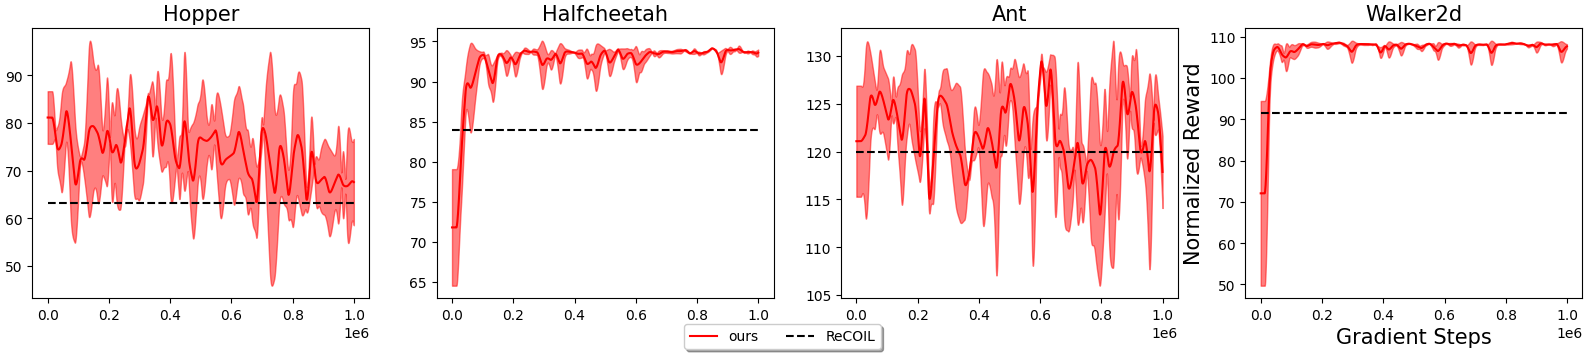 Hopper
90
80
70
60
50
0.0 0.2 0.4 0.6 0.8 1.0
1e6
Halfcheetah
95
90
85
80
75
70
65
0.0 0.2 0.4 0.6 0.8 1.0
1e6
Ant
130
125
120
115
110
105
0.0 0.2 0.4 0.6 0.8 1.0
1e6
Walker2d
Normalized Reward
110
100
90
80
70
60
50
0.0 0.2 0.4 0.6 0.8 1.0
1e6
Gradient Steps
ours ReCOIL